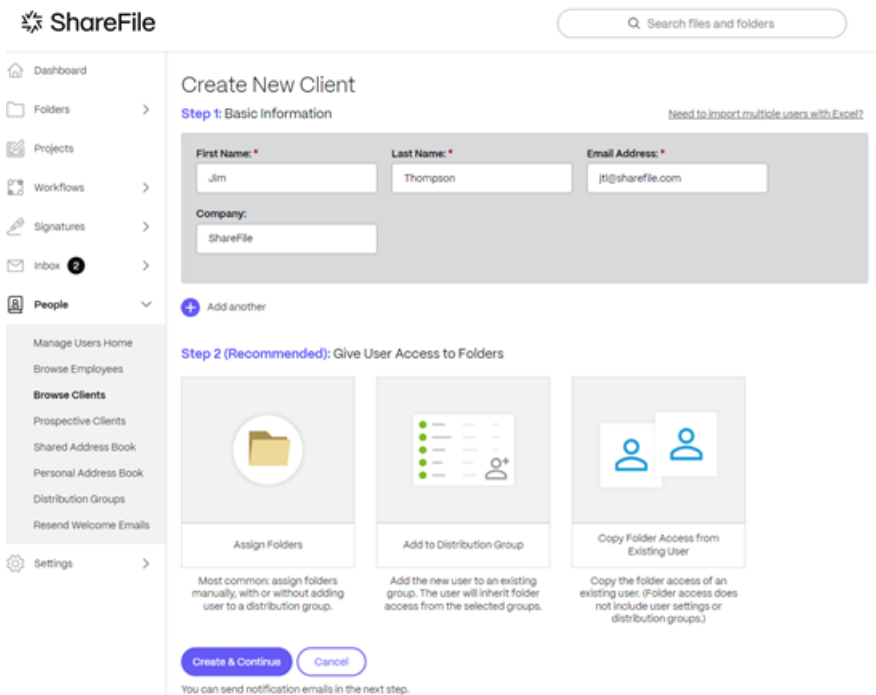 ShareFile
Search files and folders
Dashboard
Folders
Projects
Workflows
Signatures
Inbox 2
People
Manage Users Home
Browse Employees
Browse Clients
Prospective Clients
Shared Address Book
Personal Address Book
Distribution Groups
Resend Welcome Emails
Settings
Create New Client
Step 1: Basic Information
Need to import multiple users with Excel?
First Name: * Last Name: * Email Address: *
Jim Thompson jtl@sharefile.com
Company:
ShareFile
Add another
Step 2 (Recommended): Give User Access to Folders
Assign Folders
Most common: assign folders
manually, with or without adding
user to a distribution group.
Add to Distribution Group
Add the new user to an existing
group. The user will inherit folder
access from the selected groups.
Copy Folder Access from
Existing User
Copy the folder access of an
existing user. (Folder access does
not include user settings or
distribution groups.)
Create & Continue Cancel
You can send notification emails in the next step.